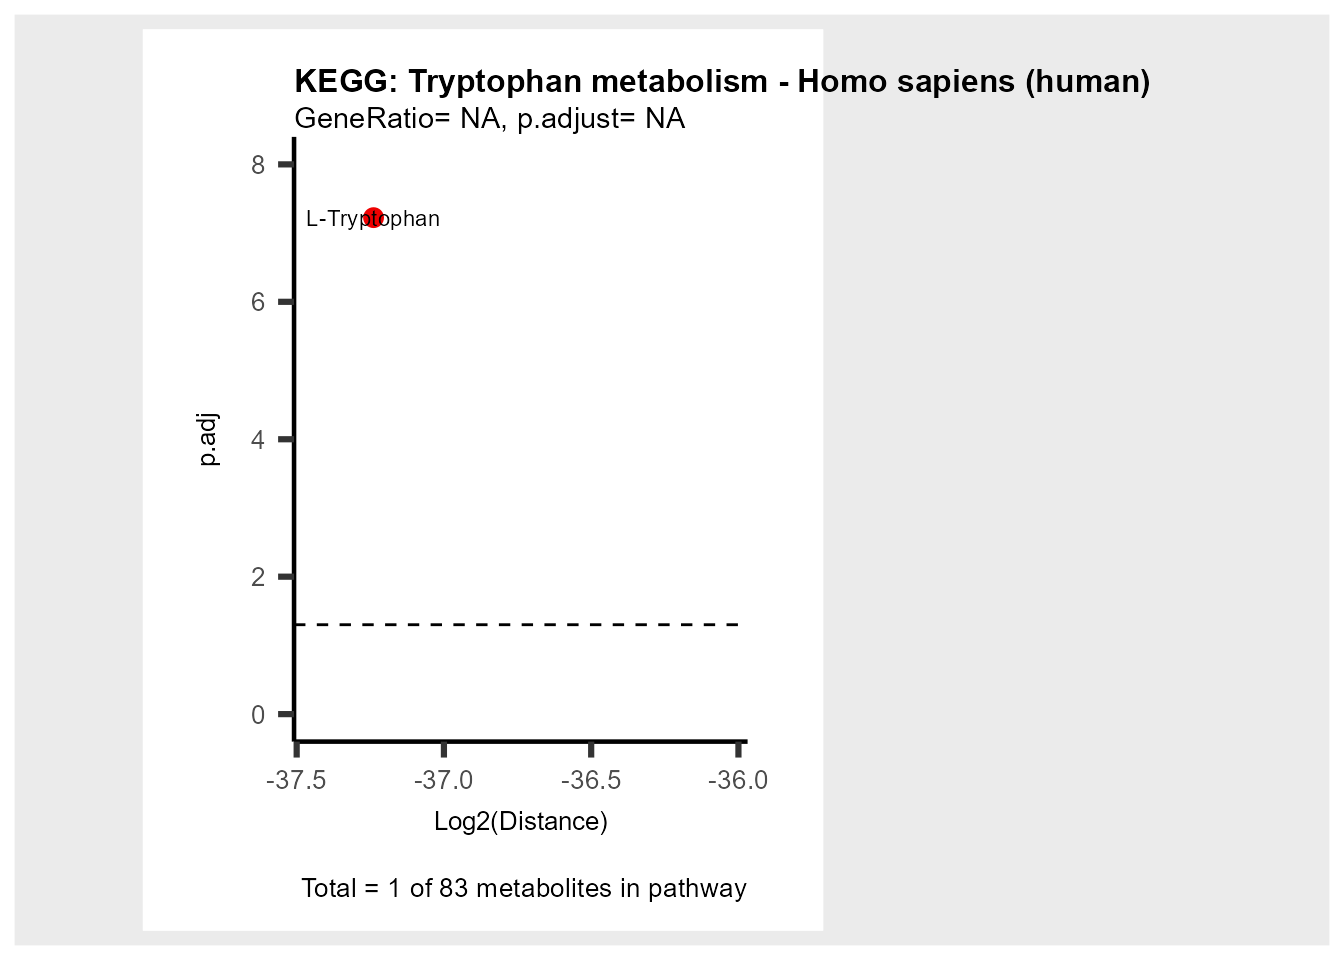 KEGG: Tryptophan metabolism - Homo sapiens (human)
GeneRatio= NA, p.adjust= NA
8
L-Tryptophan
6
p.adj
4
2
0
-37.5 -37.0 -36.5 -36.0
Log2(Distance)
Total = 1 of 83 metabolites in pathway